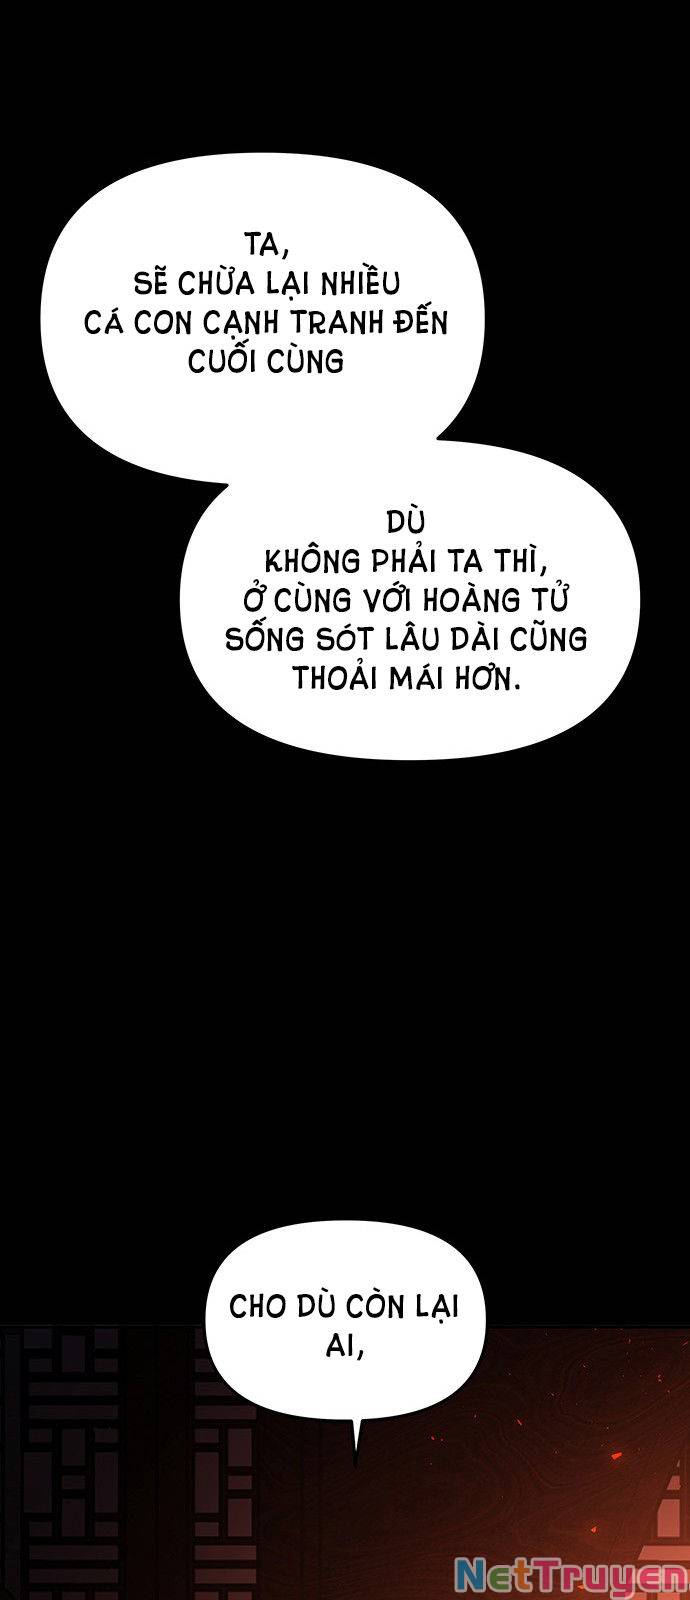 TA,
SẼ CHỪA LẠI NHIỀU
CÁ CON CẠNH TRANH ĐẾN
CUỐI CÙNG
DÙ
KHÔNG PHẢI TA THÌ,
Ở CÙNG VỚI HOÀNG TỬ
SỐNG SÓT LÂU DÀI CŨNG
THOẢI MÁI HƠN.
CHO DÙ CÒN LẠI
AI,
NetTruyen